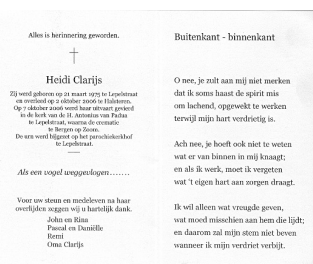 Alles is herinnering geworden.
Heidi Clarijs
Zij werd geboren op 21 maart 1975 te Lepelstraat
en overleed op 2 oktober 2006 te Halsteren.
Op 7 oktober 2006 werd haar uitvaart gevierd
in de kerk van de H. Antonius van Padua
te Lepelstraat, waarna de crematie
te Bergen op Zoom.
De urn werd bijgezet op het parochiekerkhof
te Lepelstraat.
Als een vogel weggevlogen.......
Voor uw steun en medeleven na haar
overlijden zeggen wij u hartelijk dank.
John en Rina
Pascal en Daniëlle
Remi
Oma Clarijs
Buitenkant - binnenkant
O nee, je zult aan mij niet merken
dat ik soms haast de spirit mis
om lachend, opgewekt te werken
terwijl mijn hart verdrietig is.
Ach nee, je hoeft ook niet te weten
wat er van binnen in mij knaagt;
en als ik werk, moet ik vergeten
wat 't eigen hart aan zorgen draagt.
Ik wil alleen wat vreugde geven,
wat moed misschien aan hem die lijdt;
en daarom zal mijn stem niet beven
wanneer ik mijn verdriet verbijt.